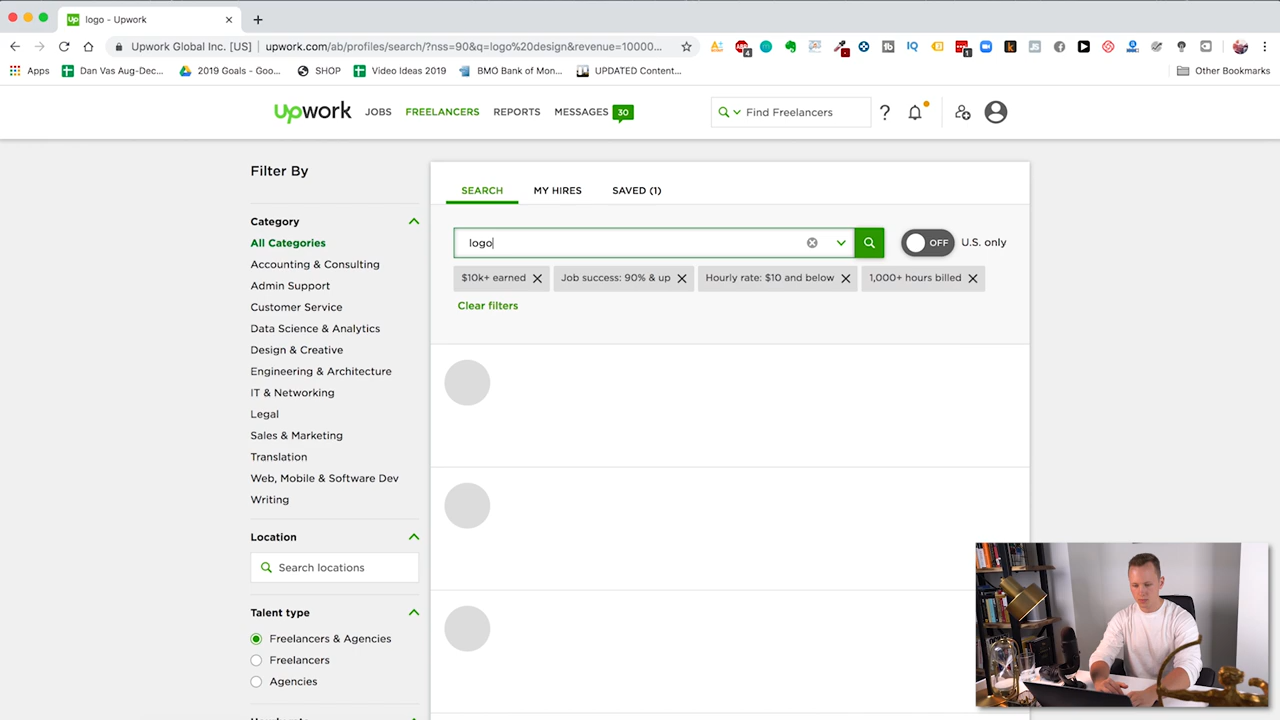 logo - Upwork
Upwork Global Inc. [US] | upwork.com/ab/profiles/search/?nss=90&q=logo%20design&revenue=10000...
Apps Dan Vas Aug-Dec... 2019 Goals - Goo... SHOP Video Ideas 2019 BMO Bank of Mon... UPDATED Content... Other Bookmarks
upwork JOBS FREELANCERS REPORTS MESSAGES 30 Find Freelancers ?
Filter By
SEARCH MY HIRES SAVED (1)
Category
All Categories
Accounting & Consulting
Admin Support
Customer Service
Data Science & Analytics
Design & Creative
Engineering & Architecture
IT & Networking
Legal
Sales & Marketing
Translation
Web, Mobile & Software Dev
Writing
logo
OFF U.S. only
$10k+ earned Job success: 90% & up Hourly rate: $10 and below 1,000+ hours billed
Clear filters
Location
Search locations
Talent type
Freelancers & Agencies
Freelancers
Agencies